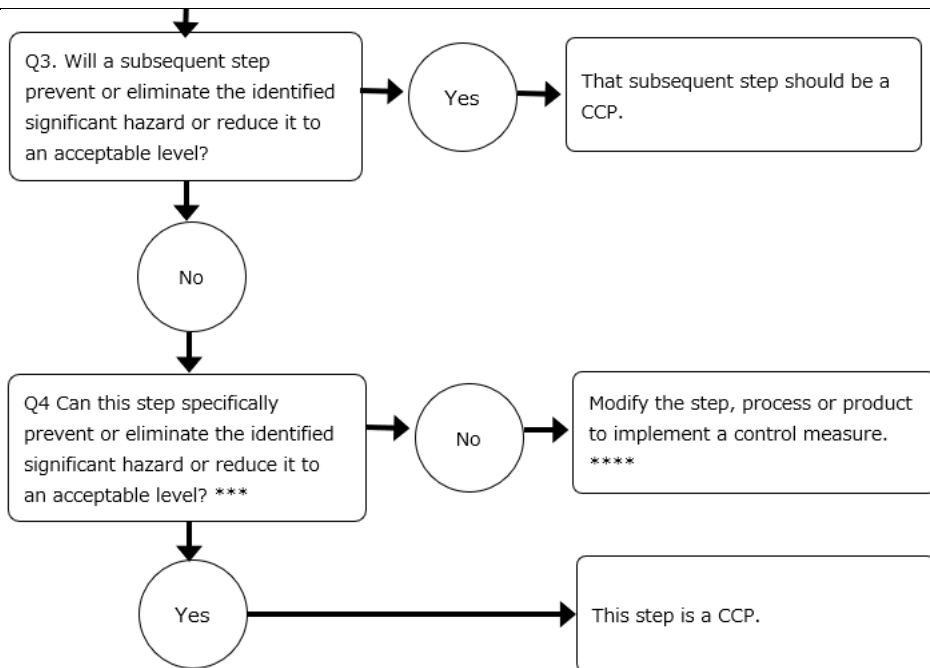 Q3. Will a subsequent step
prevent or eliminate the identified
significant hazard or reduce it to
an acceptable level?
Yes
That subsequent step should be a
CCP.
No
Q4 Can this step specifically
prevent or eliminate the identified
significant hazard or reduce it to
an acceptable level? ***
No
Modify the step, process or product
to implement a control measure.
****
Yes
This step is a CCP.